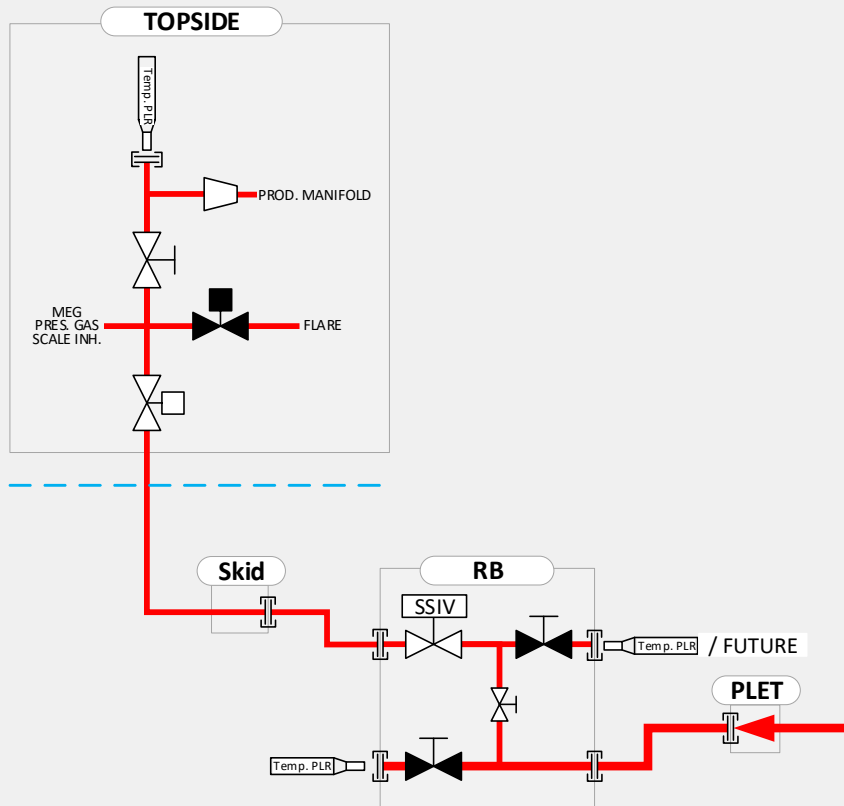 TOPSIDE
Temp. PLR
PROD. MANIFOLD
MEG
PRES. GAS
SCALE INH.
FLARE
Skid
RB
SSIV
Temp. PLR / FUTURE
PLET
Temp. PLR